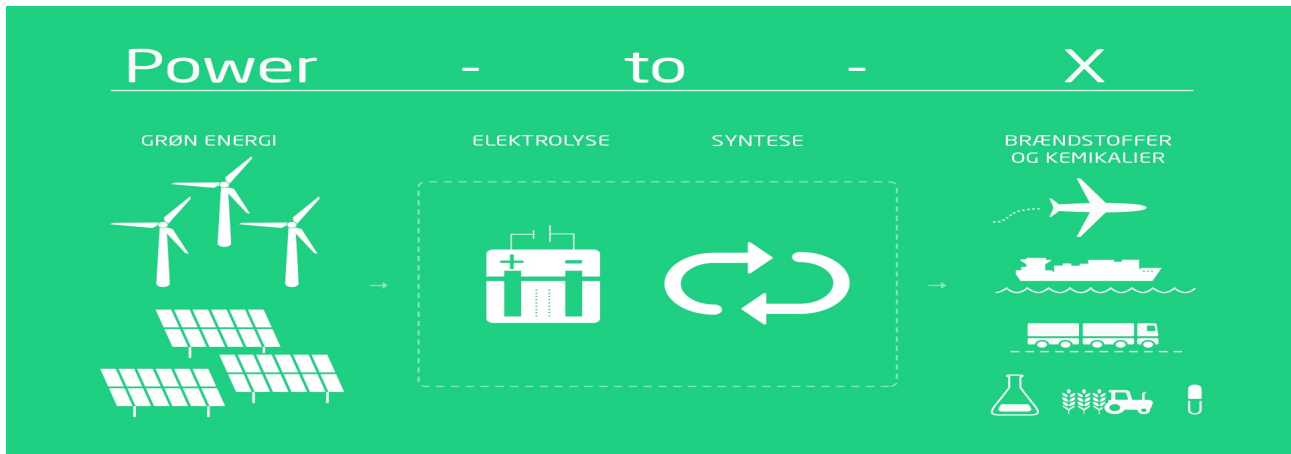 Power - to - X
GRØN ENERGI
ELEKTROLYSE
SYNTESE
BRÆNDSTOFFER
OG KEMIKALIER
+ -